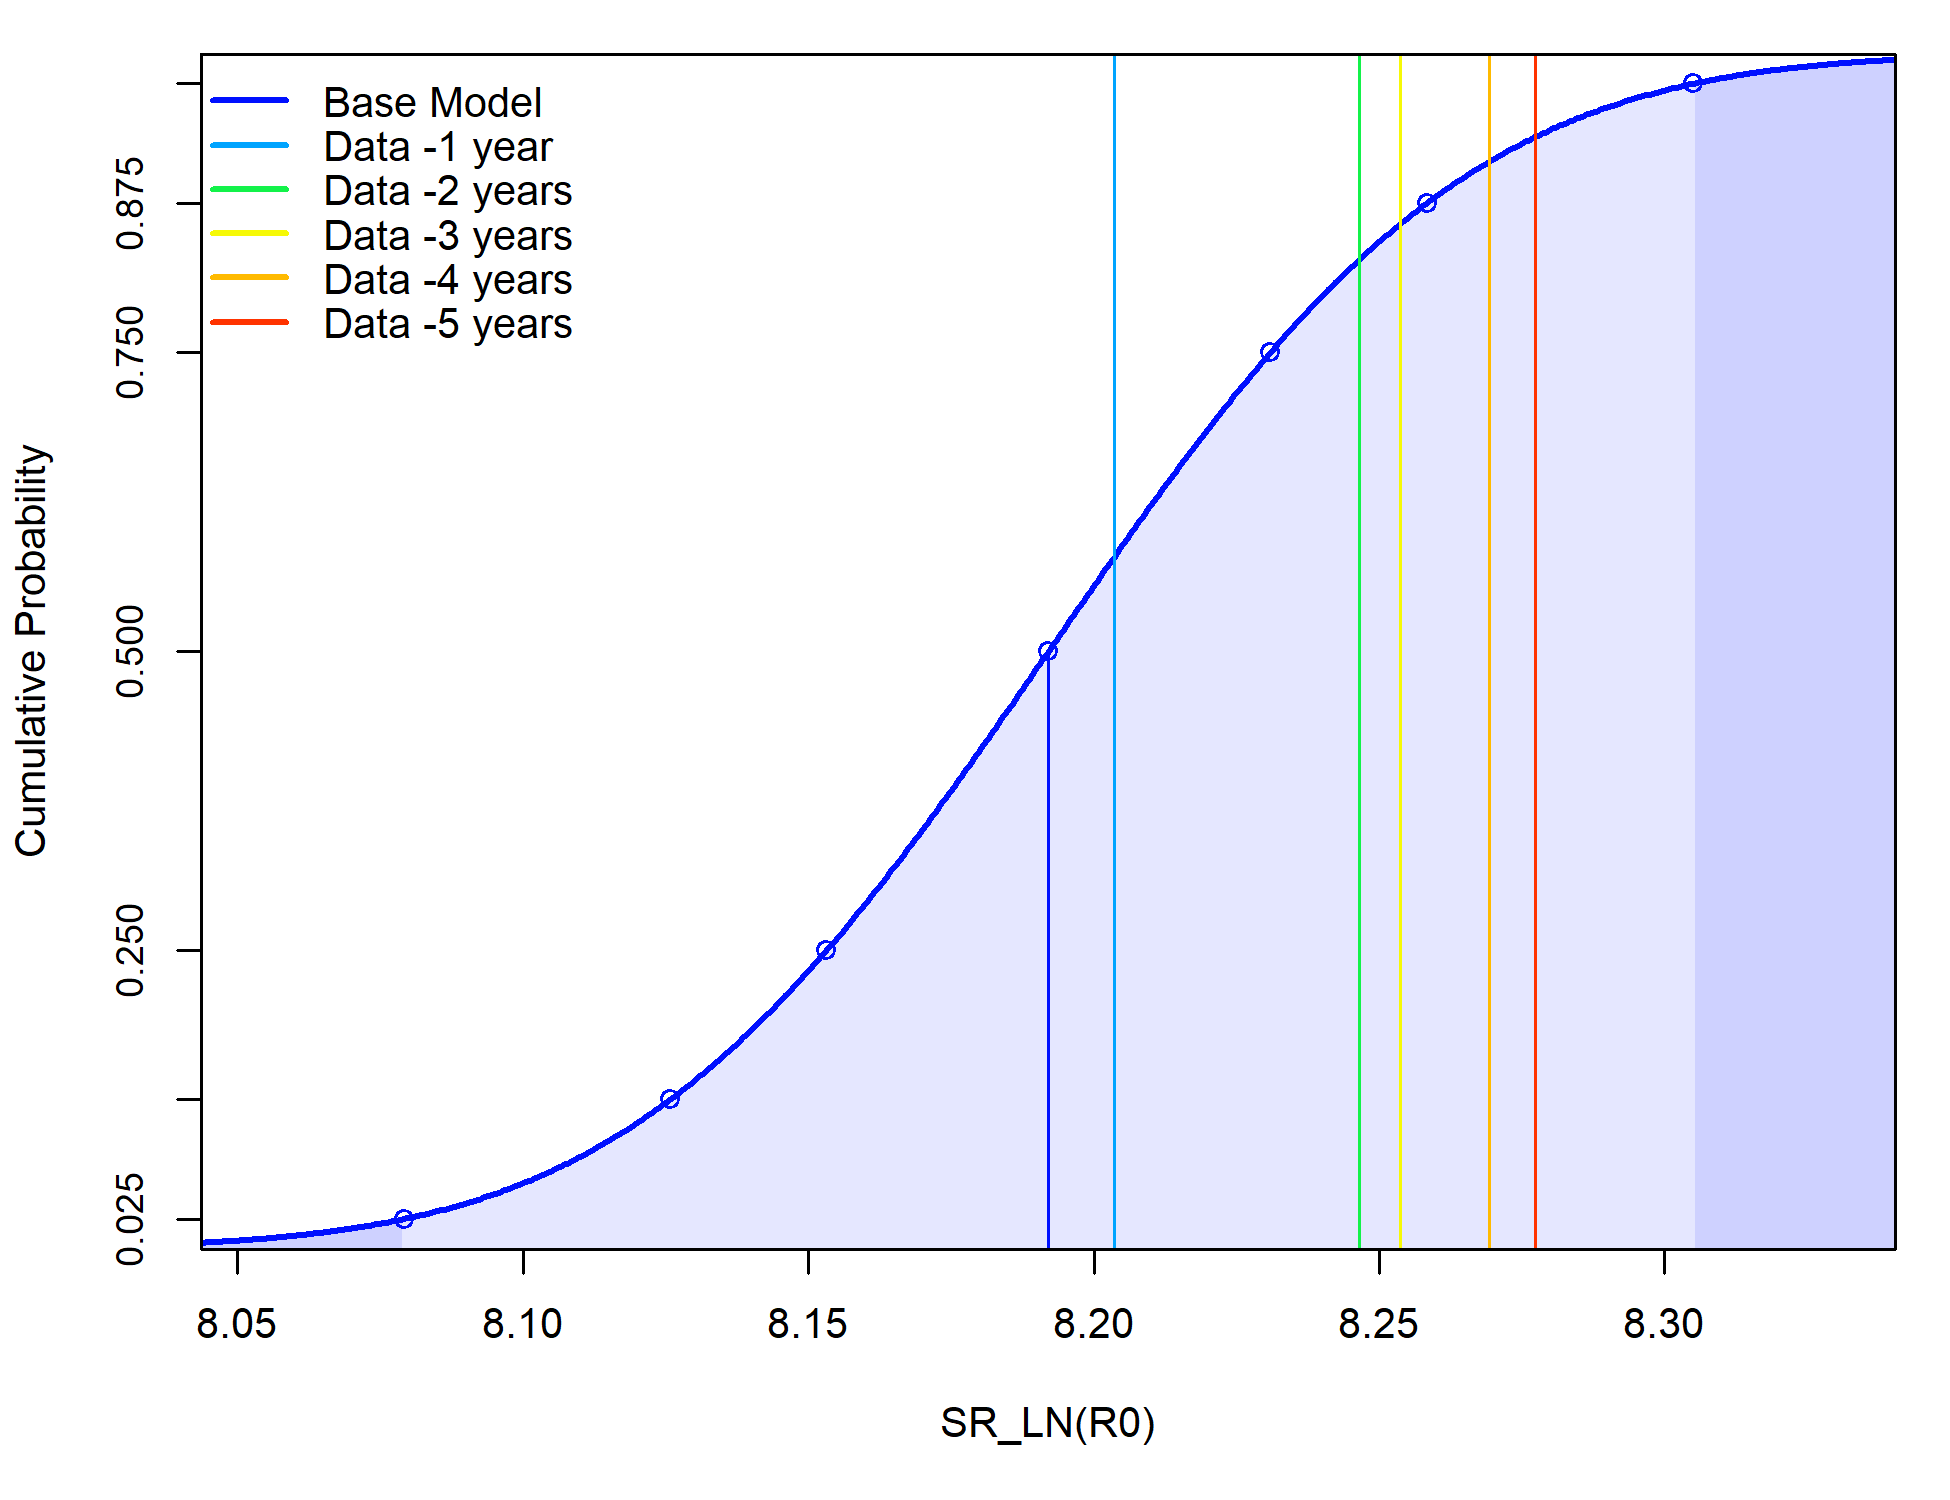 Base Model
Data -1 year
Data -2 years
Data -3 years
Data -4 years
Data -5 years
Cumulative Probability
0.875
0.750
0.500
0.250
0.025
8.05 8.10 8.15 8.20 8.25 8.30
SR_LN(R0)